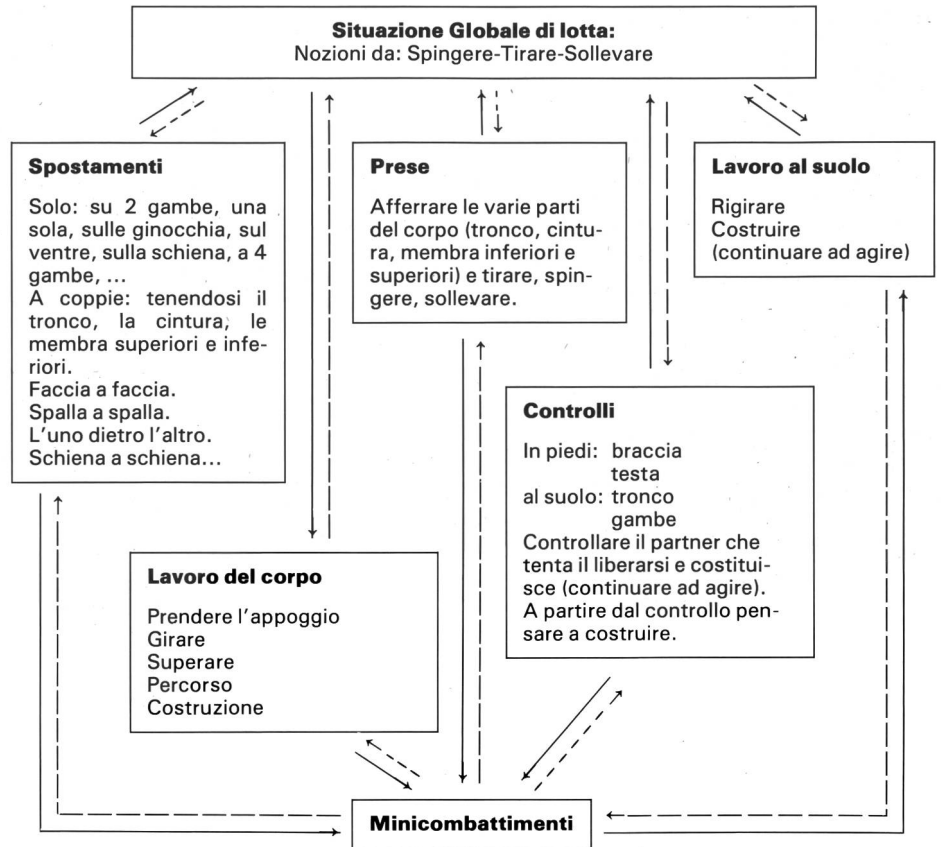 Situazione Globale di lotta:
Nozioni da: Spingere-Tirare-Sollevare
Spostamenti
Solo: su 2 gambe, una
sola, sulle ginocchia, sul
ventre, sulla schiena, a 4
gambe, ...
A coppie: tenendosi il
tronco, la cintura, le
membra superiori e infe-
riori.
Faccia a faccia.
Spalla a spalla.
L'uno dietro l'altro.
Schiena a schiena...
Prese
Afferrare le varie parti
del corpo (tronco, cintu-
ra, membra inferiori e
superiori) e tirare, spin-
gere, sollevare.
Lavoro al suolo
Rigirare
Costruire
(continuare ad agire)
Controlli
In piedi: braccia
testa
al suolo: tronco
gambe
Controllare il partner che
tenta il liberarsi e costitui-
sce (continuare ad agire).
A partire dal controllo pen-
sare a costruire.
Lavoro del corpo
Prendere l'appoggio
Girare
Superare
Percorso
Costruzione
Minicombattimenti